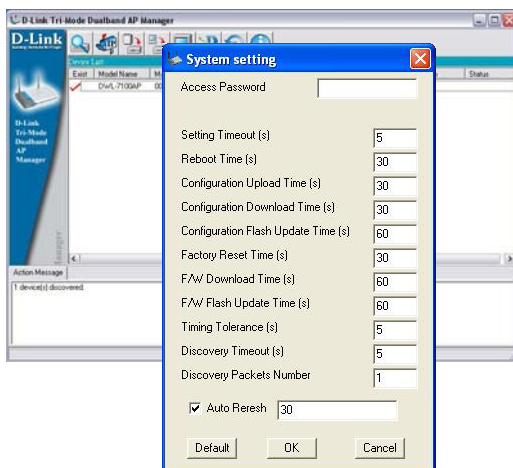 D-Link Tri-Mode Dualband AP Manager
D-Link
Device List
Exist Model Name Status
DWL-7100AP 00
D-Link
Tri-Mode
Dualband
AP
Manager
Manager
Action Message
1 device(s) discovered.
System setting
Access Password
Setting Timeout (s) 5
Reboot Time (s) 30
Configuration Upload Time (s) 30
Configuration Download Time (s) 30
Configuration Flash Update Time (s) 60
Factory Reset Time (s) 30
F/W Download Time (s) 60
F/W Flash Update Time (s) 60
Timing Tolerance (s) 5
Discovery Timeout (s) 5
Discovery Packets Number 1
Auto Reresh 30
Default OK Cancel